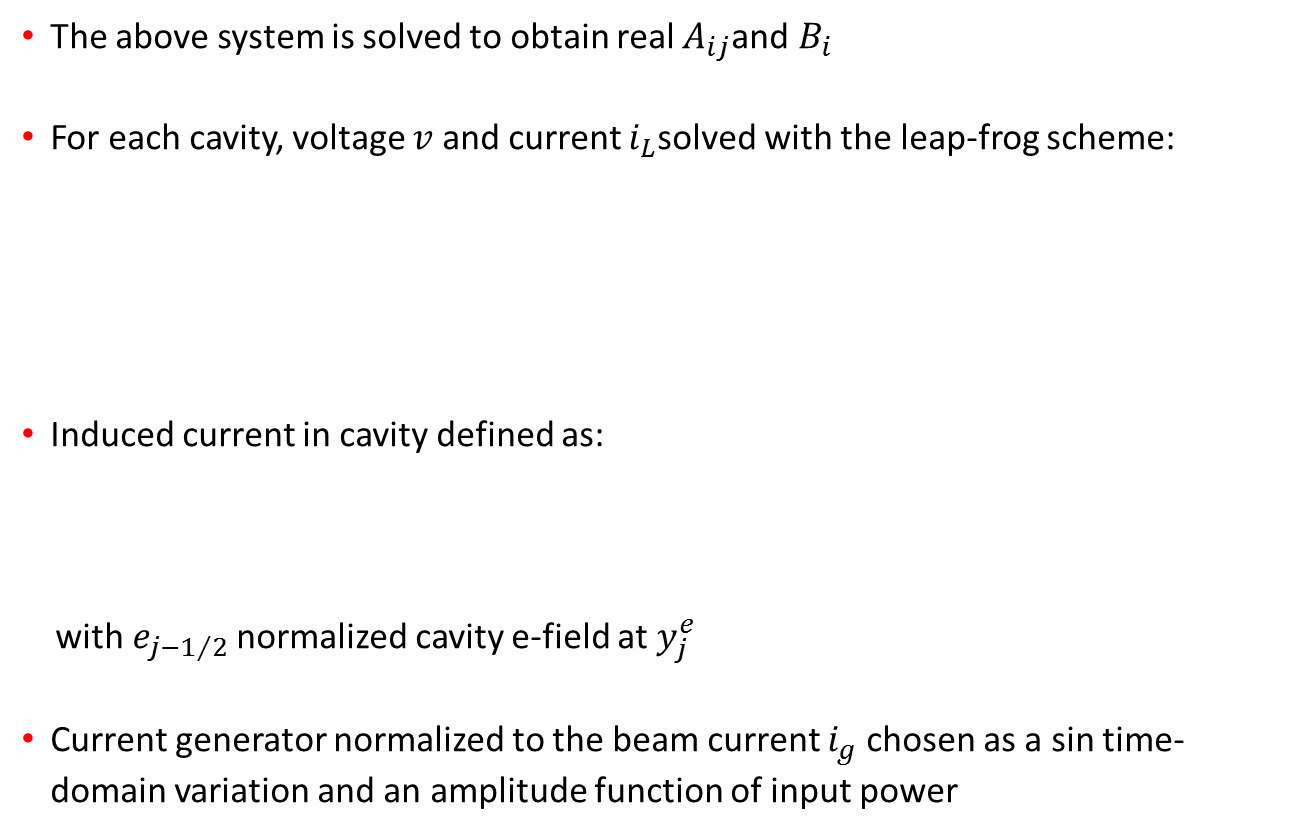 • The above system is solved to obtain real $A_{ij}$ and $B_i$
• For each cavity, voltage $v$ and current $i_L$ solved with the leap-frog scheme:
• Induced current in cavity defined as:
with $e_{j-1/2}$ normalized cavity e-field at $y_j^e$
• Current generator normalized to the beam current $i_g$ chosen as a sin time-
domain variation and an amplitude function of input power